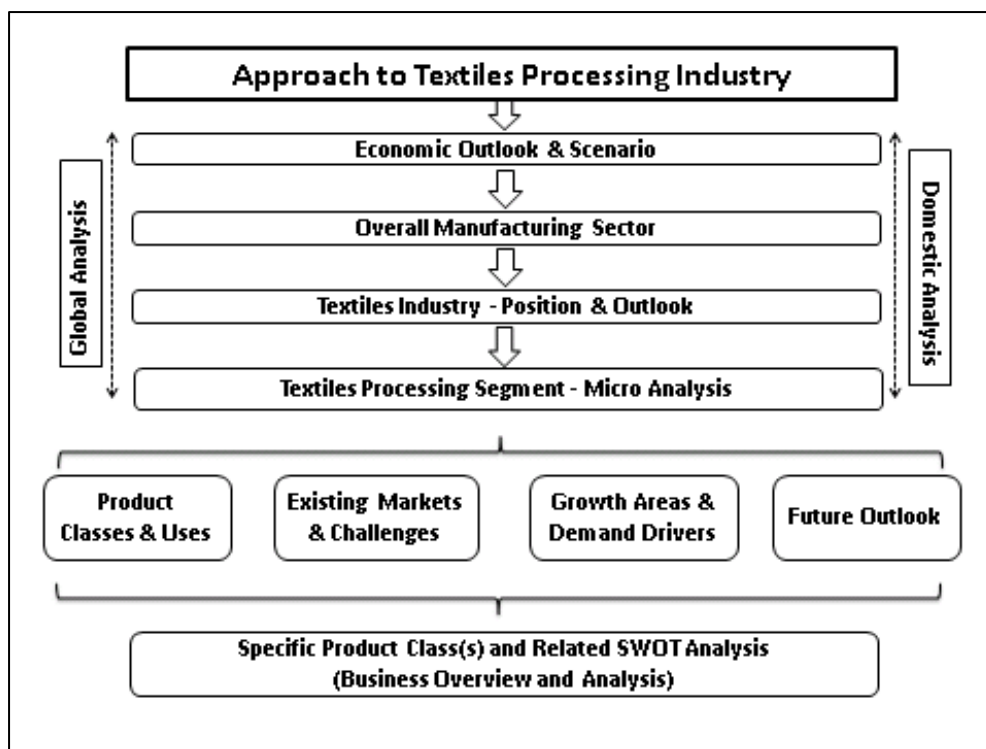 Approach to Textiles Processing Industry
Economic Outlook & Scenario
Overall Manufacturing Sector
Textiles Industry - Position & Outlook
Textiles Processing Segment - Micro Analysis
Global Analysis
Domestic Analysis
Product
Classes & Uses
Existing Markets
& Challenges
Growth Areas &
Demand Drivers
Future Outlook
Specific Product Class(s) and Related SWOT Analysis
(Business Overview and Analysis)